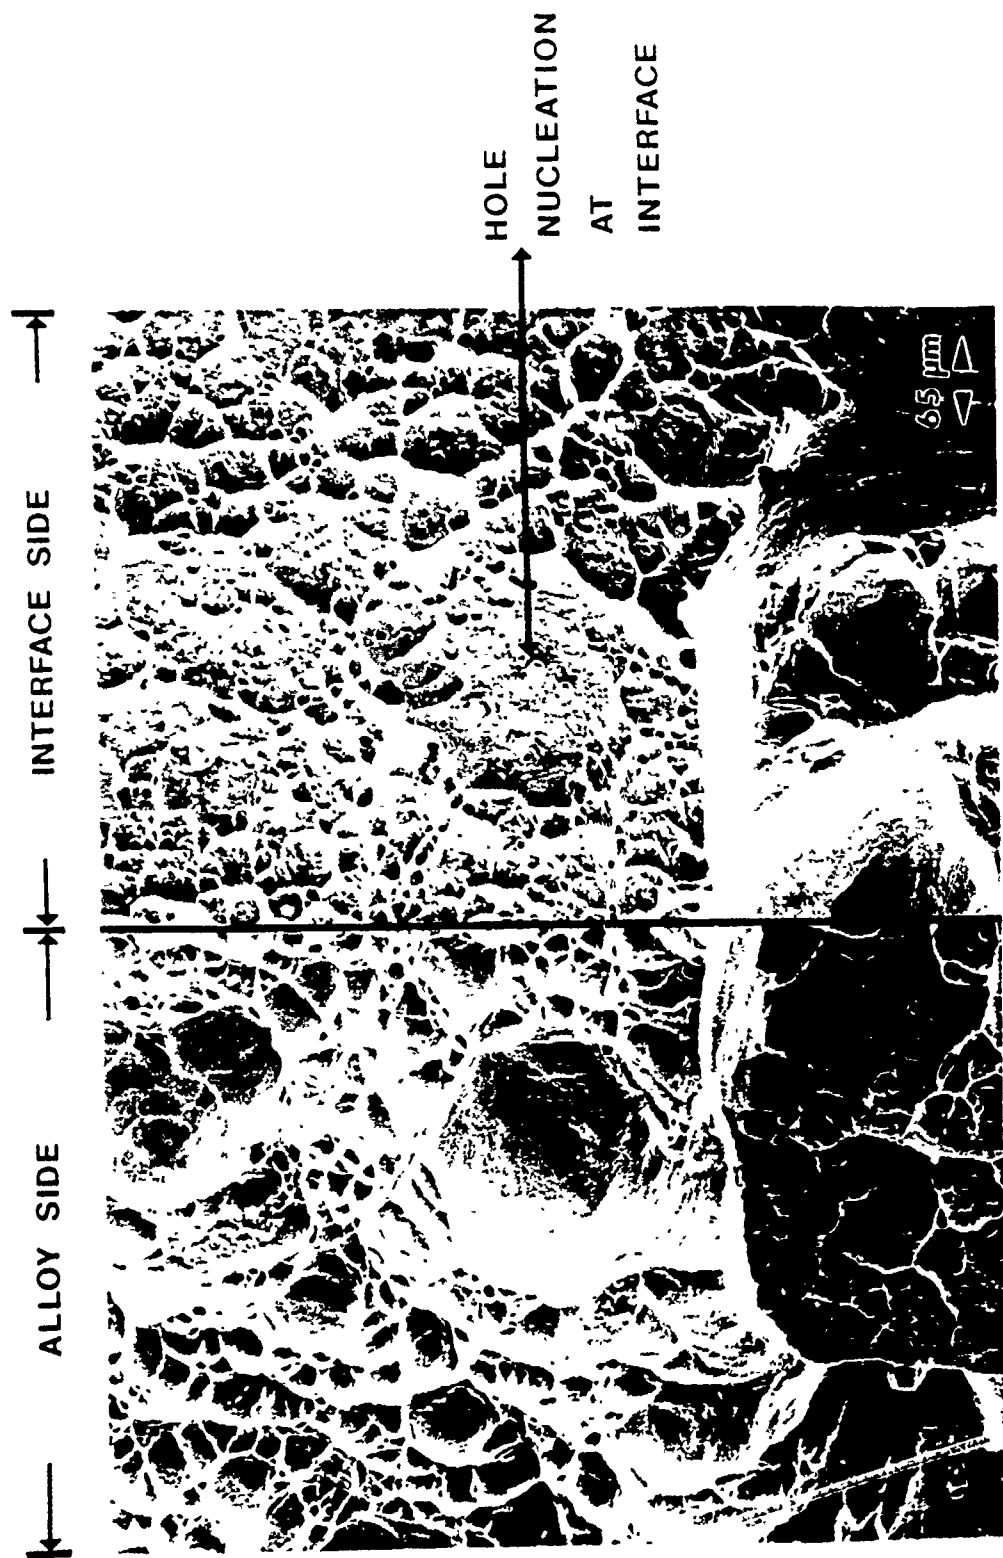 ALLOY SIDE
INTERFACE SIDE
HOLE
NUCLEATION
AT
INTERFACE
65 µm